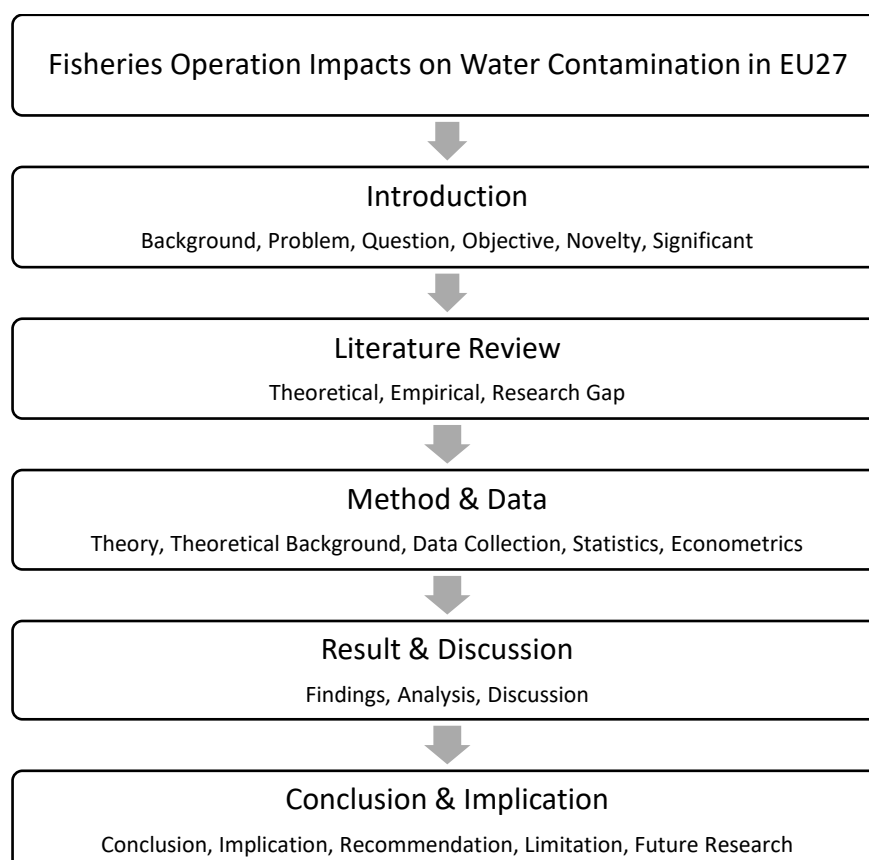 Fisheries Operation Impacts on Water Contamination in EU27
Introduction
Background, Problem, Question, Objective, Novelty, Significant
Literature Review
Theoretical, Empirical, Research Gap
Method & Data
Theory, Theoretical Background, Data Collection, Statistics, Econometrics
Result & Discussion
Findings, Analysis, Discussion
Conclusion & Implication
Conclusion, Implication, Recommendation, Limitation, Future Research